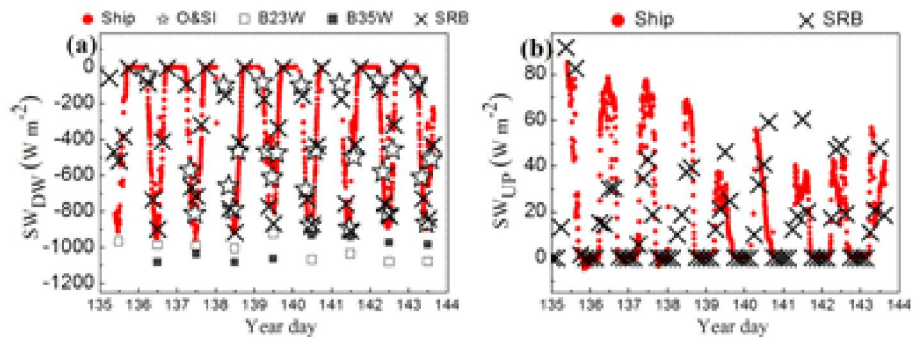 Ship O&SI B23W B35W SRB
Ship SRB
(a)
(b)
0
-200
-400
-600
-800
-1000
-1200
SW_DW (W m⁻²)
80
60
40
20
0
SW_UP (W m⁻²)
135 136 137 138 139 140 141 142 143 144
135 136 137 138 139 140 141 142 143 144
Year day
Year day